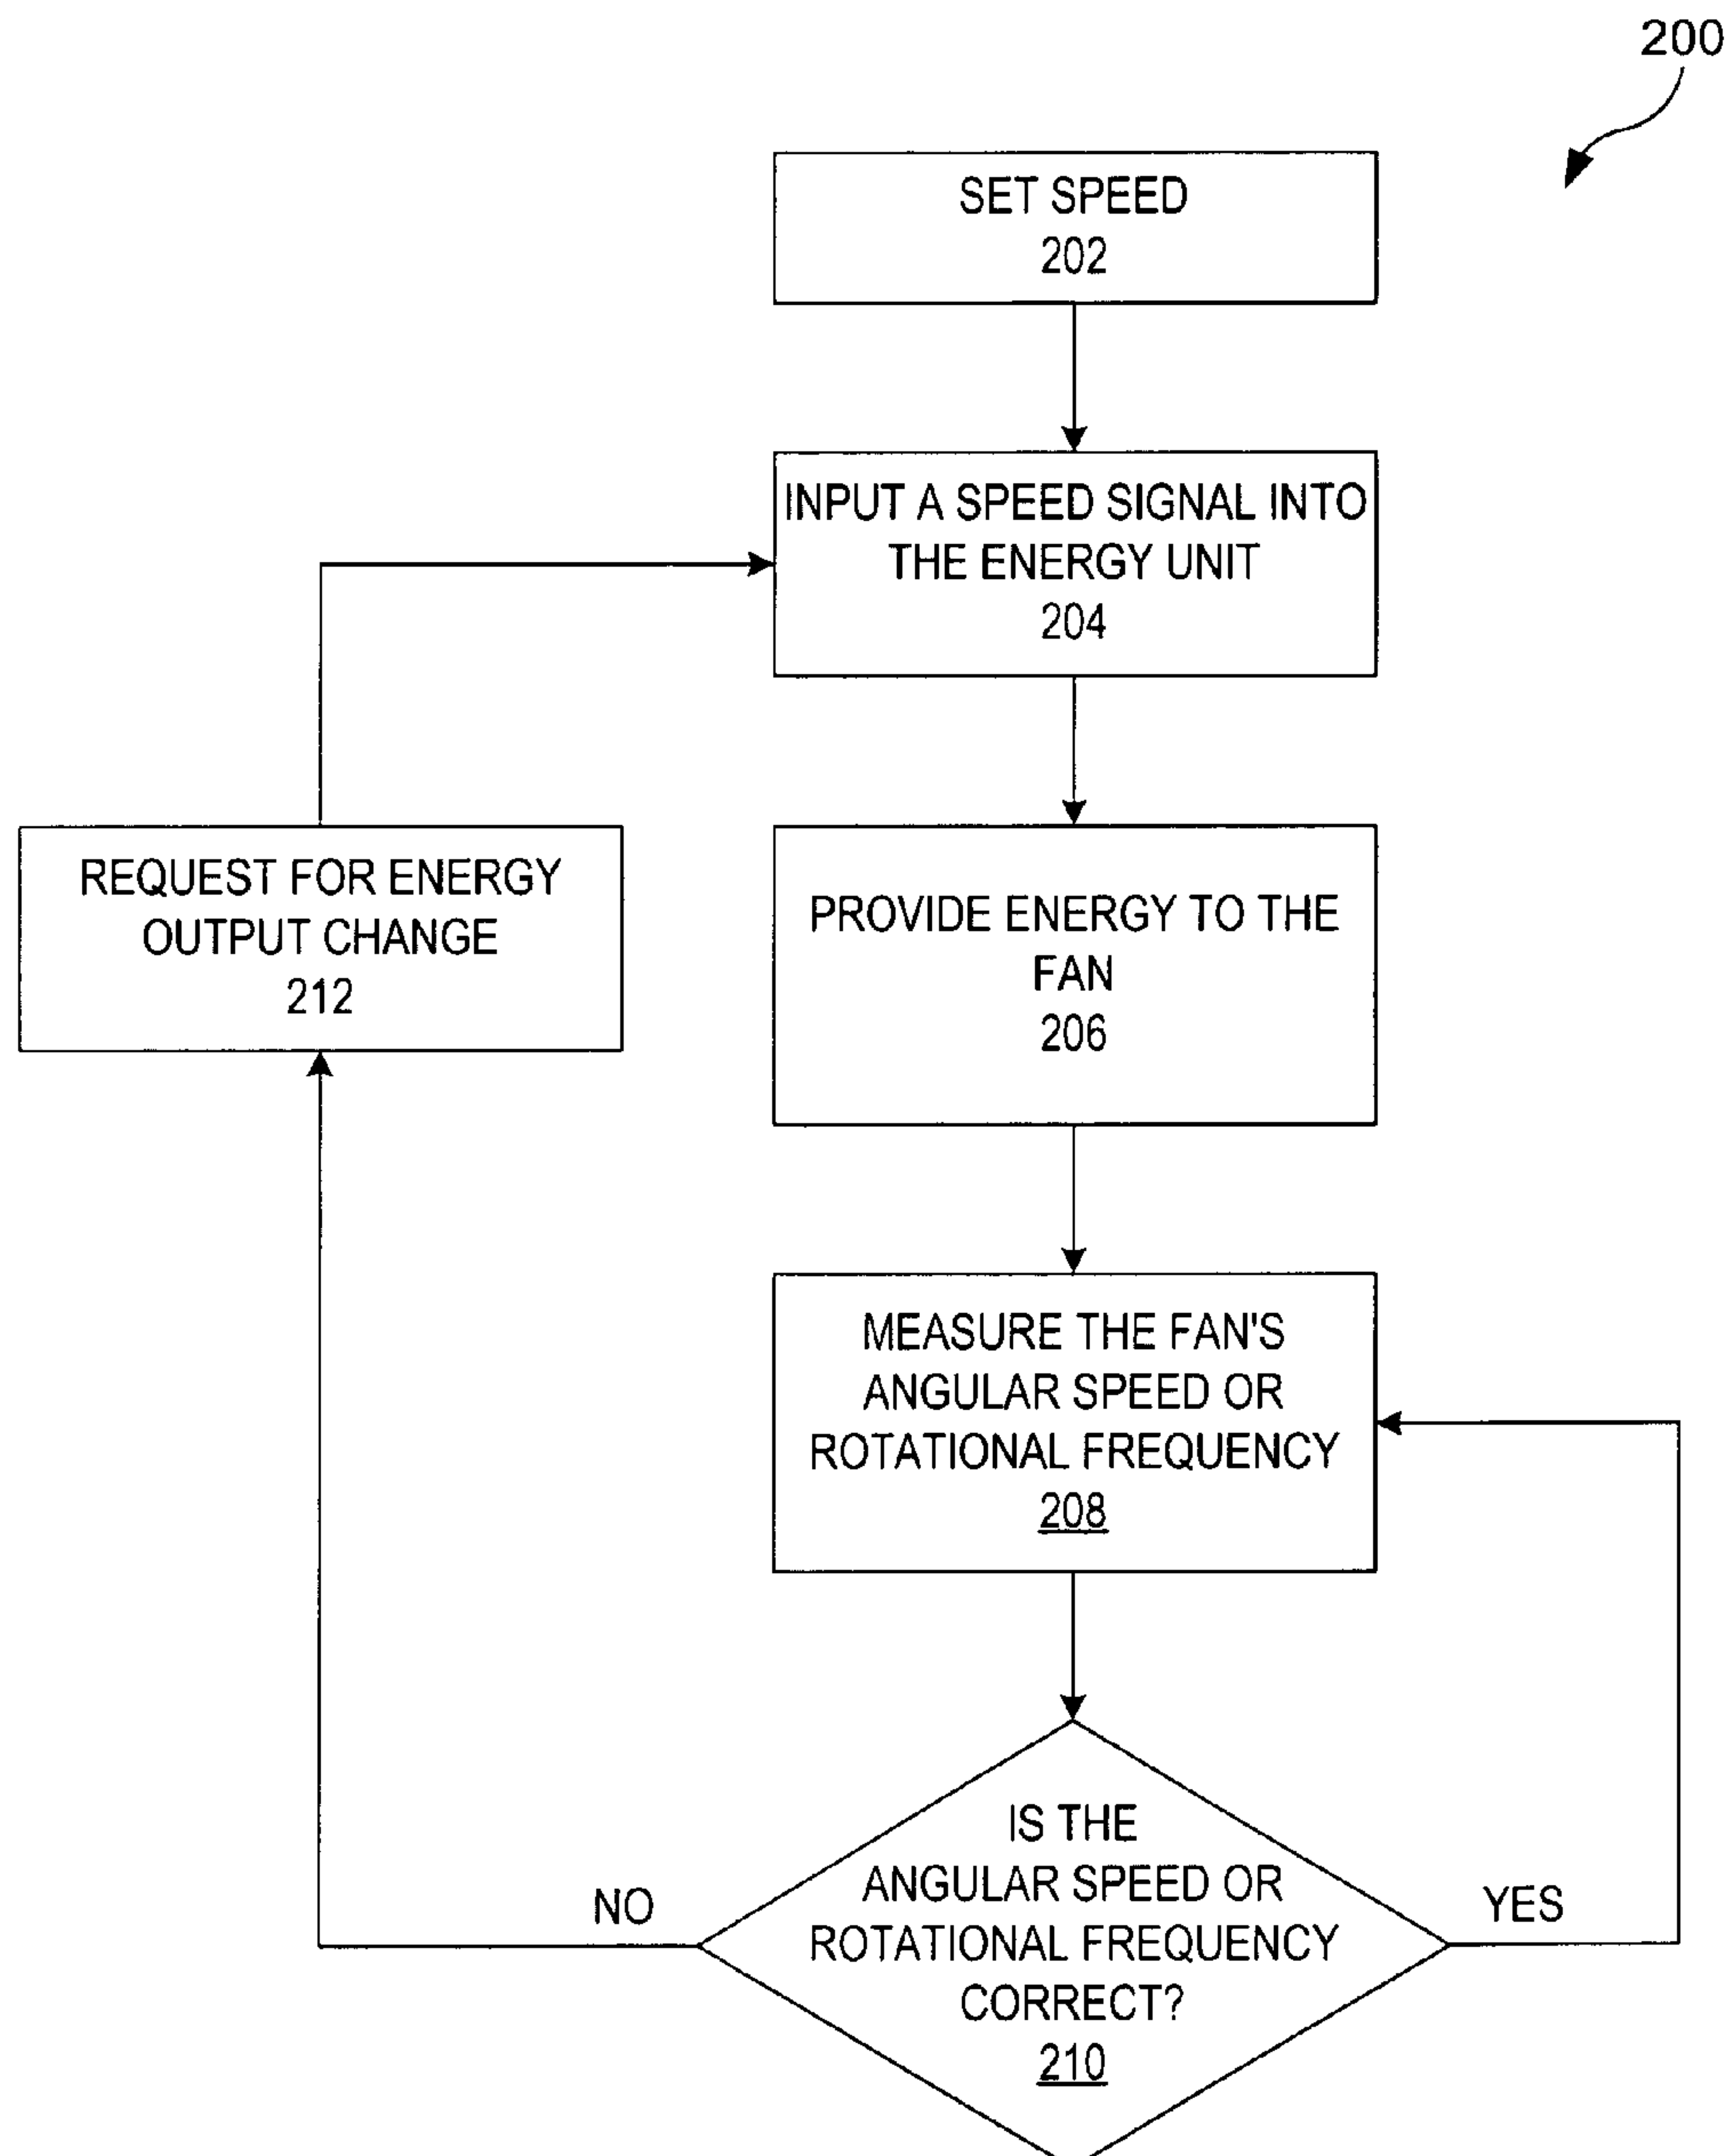 200
SET SPEED
202
INPUT A SPEED SIGNAL INTO
THE ENERGY UNIT
204
REQUEST FOR ENERGY
OUTPUT CHANGE
212
PROVIDE ENERGY TO THE
FAN
206
MEASURE THE FAN'S
ANGULAR SPEED OR
ROTATIONAL FREQUENCY
208
IS THE
ANGULAR SPEED OR
ROTATIONAL FREQUENCY
CORRECT?
210
NO
YES